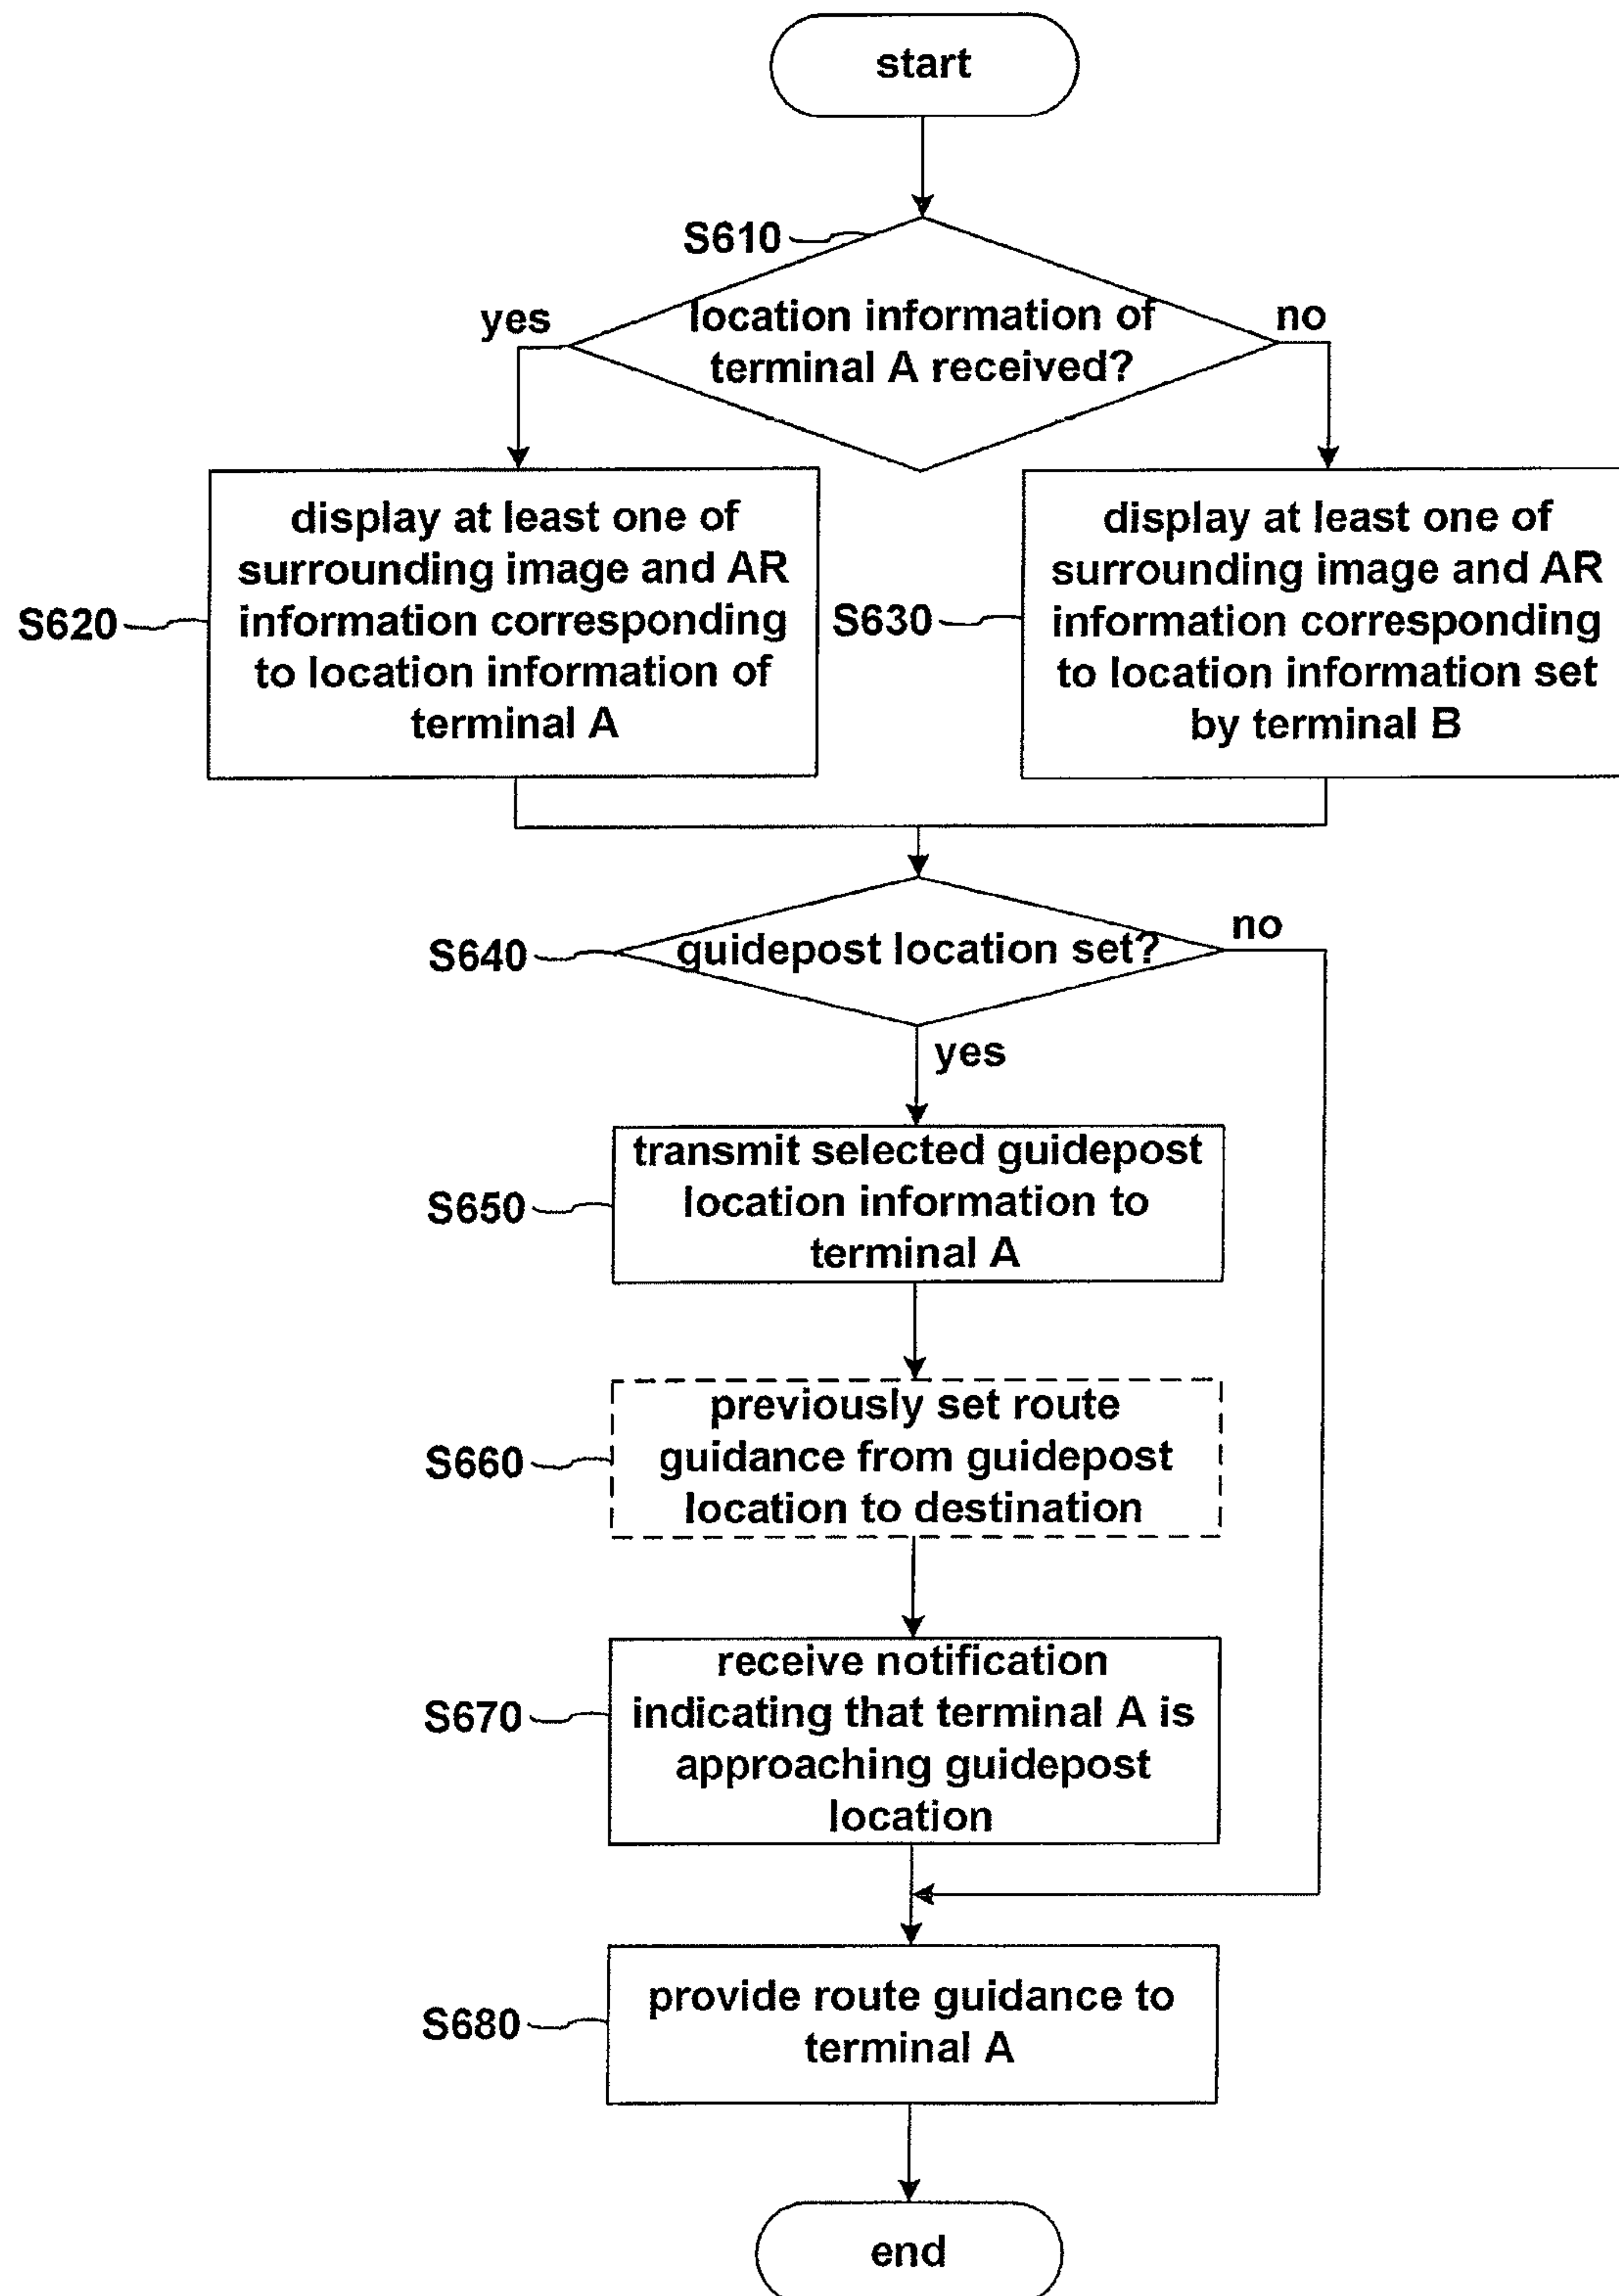 start
S610
yes
location information of
terminal A received?
no
display at least one of
surrounding image and AR
information corresponding
to location information of
terminal A
S620
display at least one of
surrounding image and AR
information corresponding
to location information set
by terminal B
S630
S640
guidepost location set?
no
yes
transmit selected guidepost
location information to
terminal A
S650
previously set route
guidance from guidepost
location to destination
S660
receive notification
indicating that terminal A is
approaching guidepost
location
S670
provide route guidance to
terminal A
S680
end